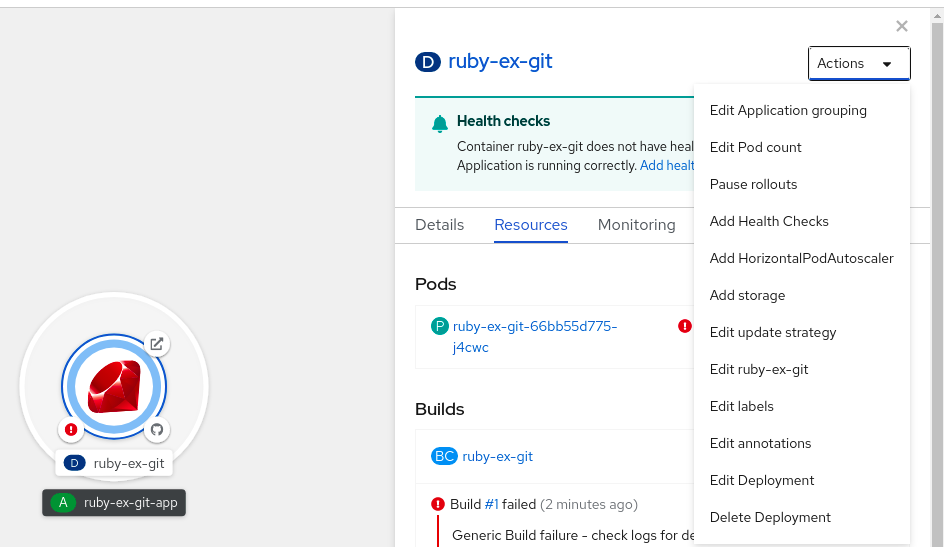 D ruby-ex-git
Actions
Health checks
Container ruby-ex-git does not have heal
Application is running correctly. Add healt
Edit Application grouping
Edit Pod count
Pause rollouts
Add Health Checks
Add HorizontalPodAutoscaler
Add storage
Edit update strategy
Edit ruby-ex-git
Edit labels
Edit annotations
Edit Deployment
Delete Deployment
Details Resources Monitoring
Pods
P ruby-ex-git-66bb55d775-
j4cwc
Builds
BC ruby-ex-git
Build #1 failed (2 minutes ago)
Generic Build failure - check logs for de
D ruby-ex-git
A ruby-ex-git-app